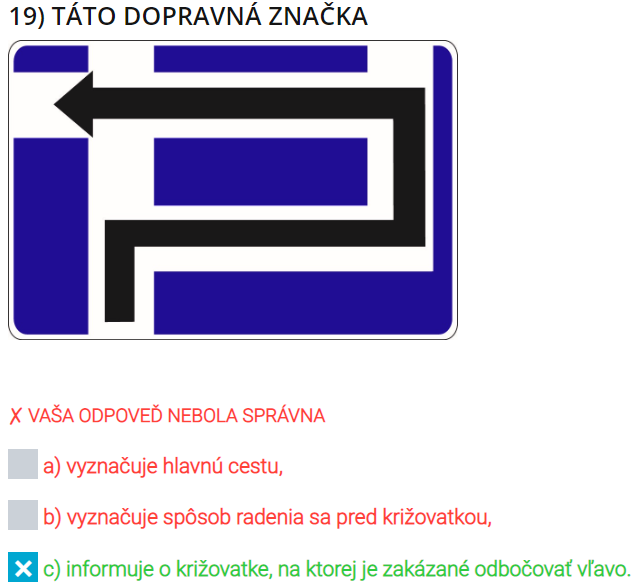 19) TÁTO DOPRAVNÁ ZNAČKA
✗ VAŠA ODPOVEĎ NEBOLA SPRÁVNA
a) vyznačuje hlavnú cestu,
b) vyznačuje spôsob radenia sa pred križovatkou,
c) informuje o križovatke, na ktorej je zakázané odbočovať vľavo.